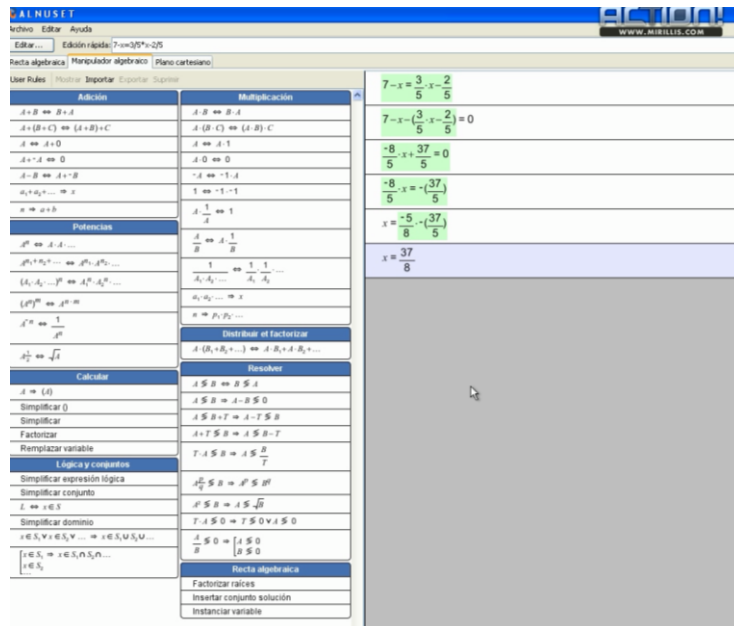 ALNUSET
ACTION!
WWW.MIRILLIS.COM
Archivo Editar Ayuda
Editar... Edición rápida: 7-x=3/5*x-2/5
Recta algebraica Manipulador algebraico Plano cartesiano
User Rules Mostrar Importar Exportar Suprimir
Adición
A+B ⇔ B+A
A+(B+C) ⇔ (A+B)+C
A ⇔ A+0
A+⁻A ⇔ 0
A−B ⇔ A+⁻B
a₁+a₂+... ⇒ x
n ⇒ a+b
Potencias
Aⁿ ⇔ A·A·...
A^(n₁+n₂+...) ⇔ A^n₁·A^n₂·...
(A₁·A₂·...)ⁿ ⇔ A₁ⁿ·A₂ⁿ·...
(Aⁿ)^m ⇔ A^(n·m)
A^⁻n ⇔ 1/Aⁿ
A^(1/2) ⇔ √A
Calcular
A ⇒ (A)
Simplificar ()
Simplificar
Factorizar
Remplazar variable
Lógica y conjuntos
Simplificar expresión lógica
Simplificar conjunto
L ⇔ x∈S
Simplificar dominio
x∈S₁∨x∈S₂∨... ⇒ x∈S₁∪S₂∪...
[x∈S₁ ⇒ x∈S₁∩S₂∩...
x∈S₂
...
Multiplicación
A·B ⇔ B·A
A·(B·C) ⇔ (A·B)·C
A ⇔ A·1
A·0 ⇔ 0
⁻A ⇔ ⁻1·A
1 ⇔ ⁻1·⁻1
A·1/A ⇔ 1
A/B ⇔ A·1/B
1/(A₁·A₂·...) ⇔ 1/A₁·1/A₂·...
a₁·a₂·... ⇒ x
n ⇒ p₁·p₂·...
Distribuir et factorizar
A·(B₁+B₂+...) ⇔ A·B₁+A·B₂+...
Resolver
A⪋B ⇔ B⪋A
A⪋B ⇒ A−B⪋0
A⪋B+T ⇒ A−T⪋B
A+T⪋B ⇒ A⪋B−T
T·A⪋B ⇒ A⪋B/T
A^(p/q)⪋B ⇒ A^p⪋B^q
A^q⪋B ⇒ A⪋√B
T·A⪋0 ⇒ T⪋0∨A⪋0
A/B⪋0 ⇒ [A⪋0
B⪋0
Recta algebraica
Factorizar raíces
Insertar conjunto solución
Instanciar variable
7−x=3/5·x−2/5
7−x−(3/5·x−2/5)=0
⁻8/5·x+37/5=0
⁻8/5·x=⁻(37/5)
x=⁻5/8·⁻(37/5)
x=37/8